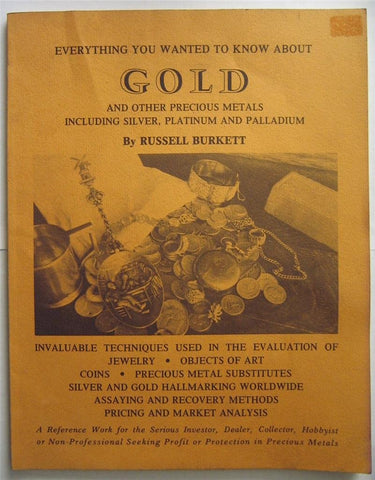 EVERYTHING YOU WANTED TO KNOW ABOUT
GOLD
AND OTHER PRECIOUS METALS
INCLUDING SILVER, PLATINUM AND PALLADIUM
By RUSSELL BURKETT
INVALUABLE TECHNIQUES USED IN THE EVALUATION OF
JEWELRY • OBJECTS OF ART
COINS • PRECIOUS METAL SUBSTITUTES
SILVER AND GOLD HALLMARKING WORLDWIDE
ASSAYING AND RECOVERY METHODS
PRICING AND MARKET ANALYSIS
A Reference Work for the Serious Investor, Dealer, Collector, Hobbyist
or Non-Professional Seeking Profit or Protection in Precious Metals